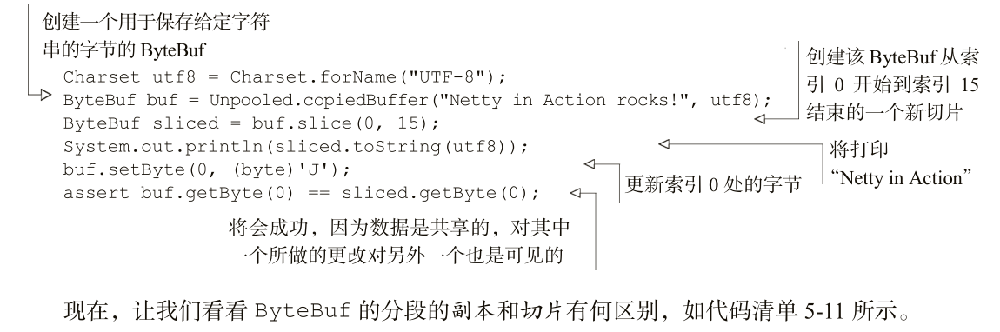 创建一个用于保存给定字符
串的字节的 ByteBuf
Charset utf8 = Charset.forName("UTF-8");
ByteBuf buf = Unpooled.copiedBuffer("Netty in Action rocks!", utf8);
ByteBuf sliced = buf.slice(0, 15);
System.out.println(sliced.toString(utf8));
buf.setByte(0, (byte)'J');
assert buf.getByte(0) == sliced.getByte(0);
创建该 ByteBuf 从索
引 0 开始到索引 15
结束的一个新切片
将打印
“Netty in Action”
更新索引 0 处的字节
将会成功，因为数据是共享的，对其中
一个所做的更改对另外一个也是可见的
现在，让我们看看 ByteBuf 的分段的副本和切片有何区别，如代码清单 5-11 所示。